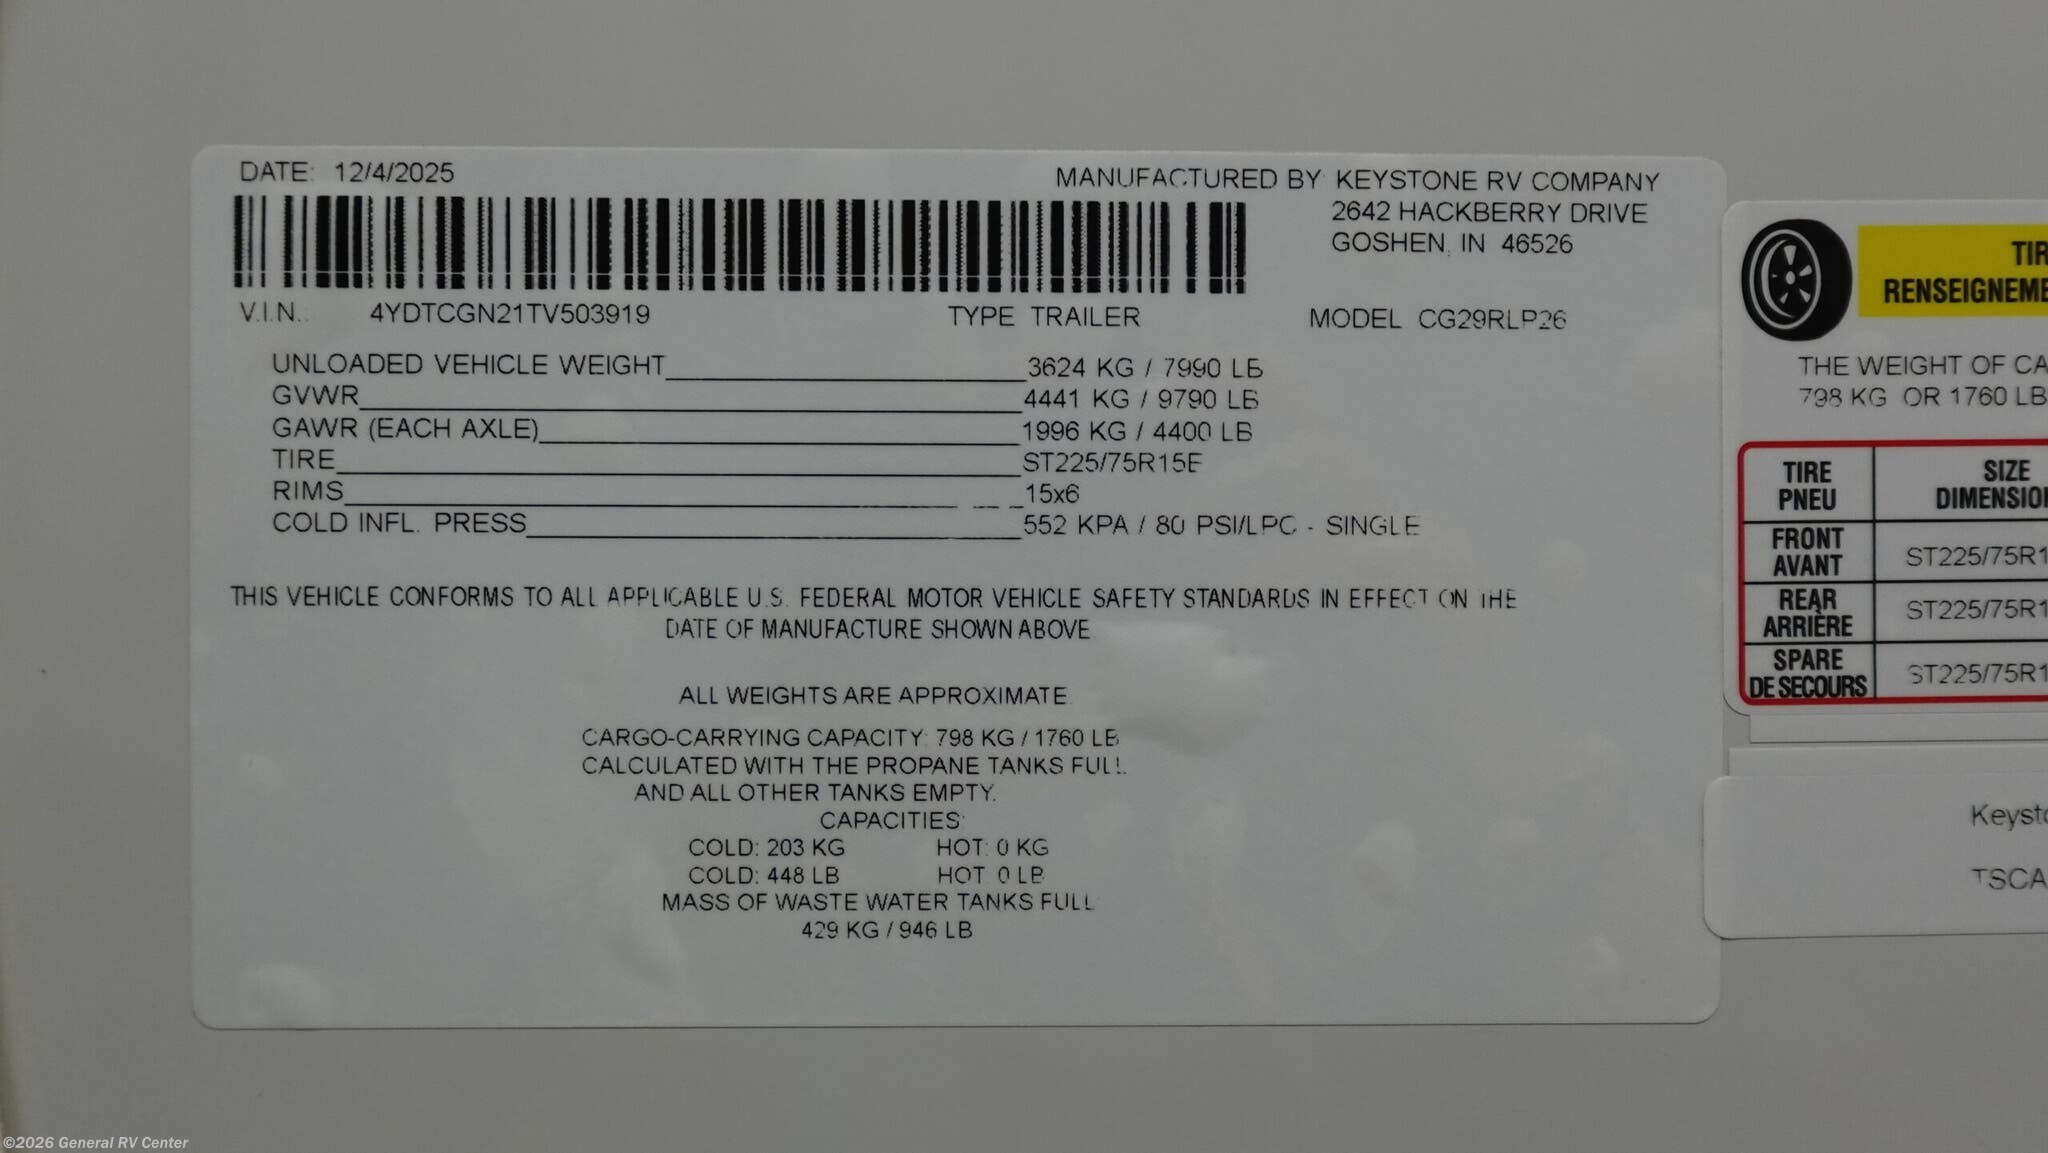 DATE: 12/4/2025
MANUFACTURED BY: KEYSTONE RV COMPANY
2642 HACKBERRY DRIVE
GOSHEN, IN 46526
V.I.N.: 4YDTCGN21TV503919 TYPE TRAILER MODEL CG29RLP26
UNLOADED VEHICLE WEIGHT 3624 KG / 7990 LB
GVWR 4441 KG / 9790 LB
GAWR (EACH AXLE) 1996 KG / 4400 LB
TIRE ST225/75R15E
RIMS 15x6
COLD INFL. PRESS 552 KPA / 80 PSI/LPC - SINGLE
THIS VEHICLE CONFORMS TO ALL APPLICABLE U.S. FEDERAL MOTOR VEHICLE SAFETY STANDARDS IN EFFECT ON THE
DATE OF MANUFACTURE SHOWN ABOVE
ALL WEIGHTS ARE APPROXIMATE.
CARGO-CARRYING CAPACITY: 798 KG / 1760 LB
CALCULATED WITH THE PROPANE TANKS FULL
AND ALL OTHER TANKS EMPTY.
CAPACITIES:
COLD: 203 KG HOT: 0 KG
COLD: 448 LB HOT: 0 LB
MASS OF WASTE WATER TANKS FULL
429 KG / 946 LB
TIR
RENSEIGNEME
THE WEIGHT OF CA
798 KG OR 1760 LB
TIRE SIZE
PNEU DIMENSIO
FRONT
AVANT ST225/75R1
REAR
ARRIÈRE ST225/75R1
SPARE
DE SECOURS ST225/75R1
Keysto
TSCA
©2026 General RV Center